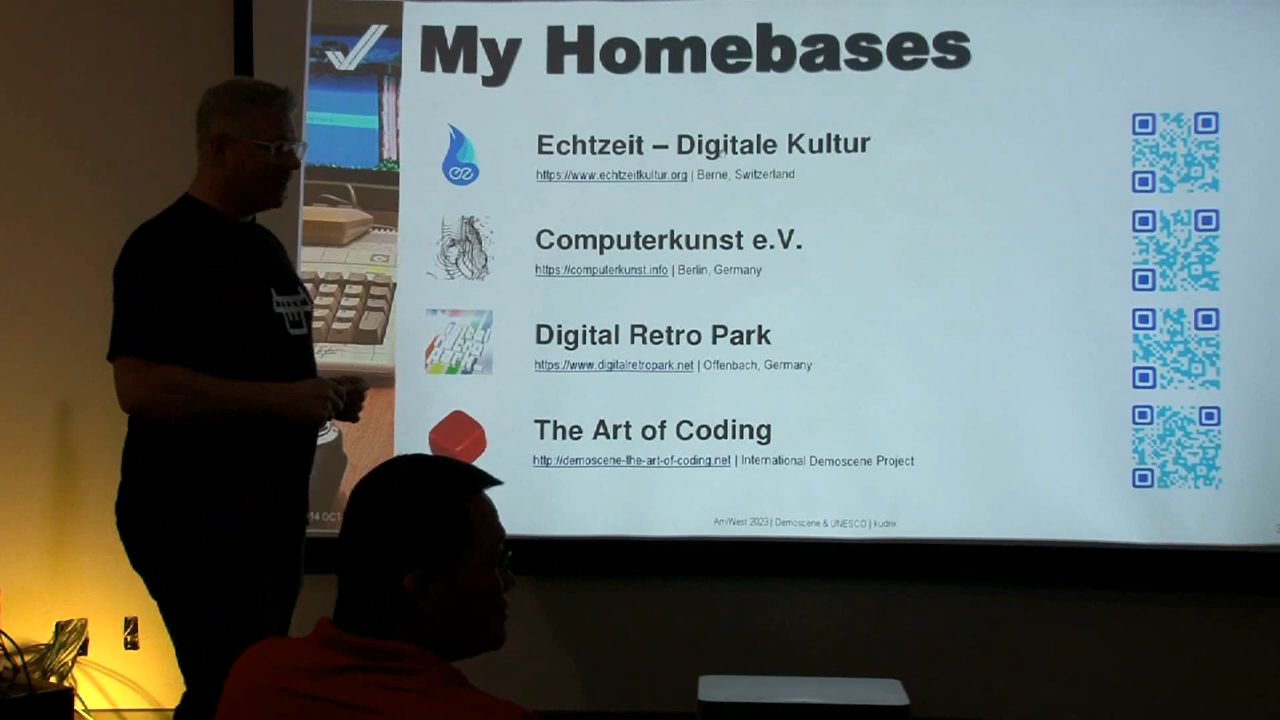 My Homebases
Echtzeit – Digitale Kultur
https://www.echtzeitkultur.org | Berne, Switzerland
Computerkunst e.V.
https://computerkunst.info | Berlin, Germany
Digital Retro Park
https://www.digitalretropark.net | Offenbach, Germany
The Art of Coding
http://demoscene-the-art-of-coding.net | International Demoscene Project
14 OCT
AmiWest 2023 | Demoscene & UNESCO | kudrix